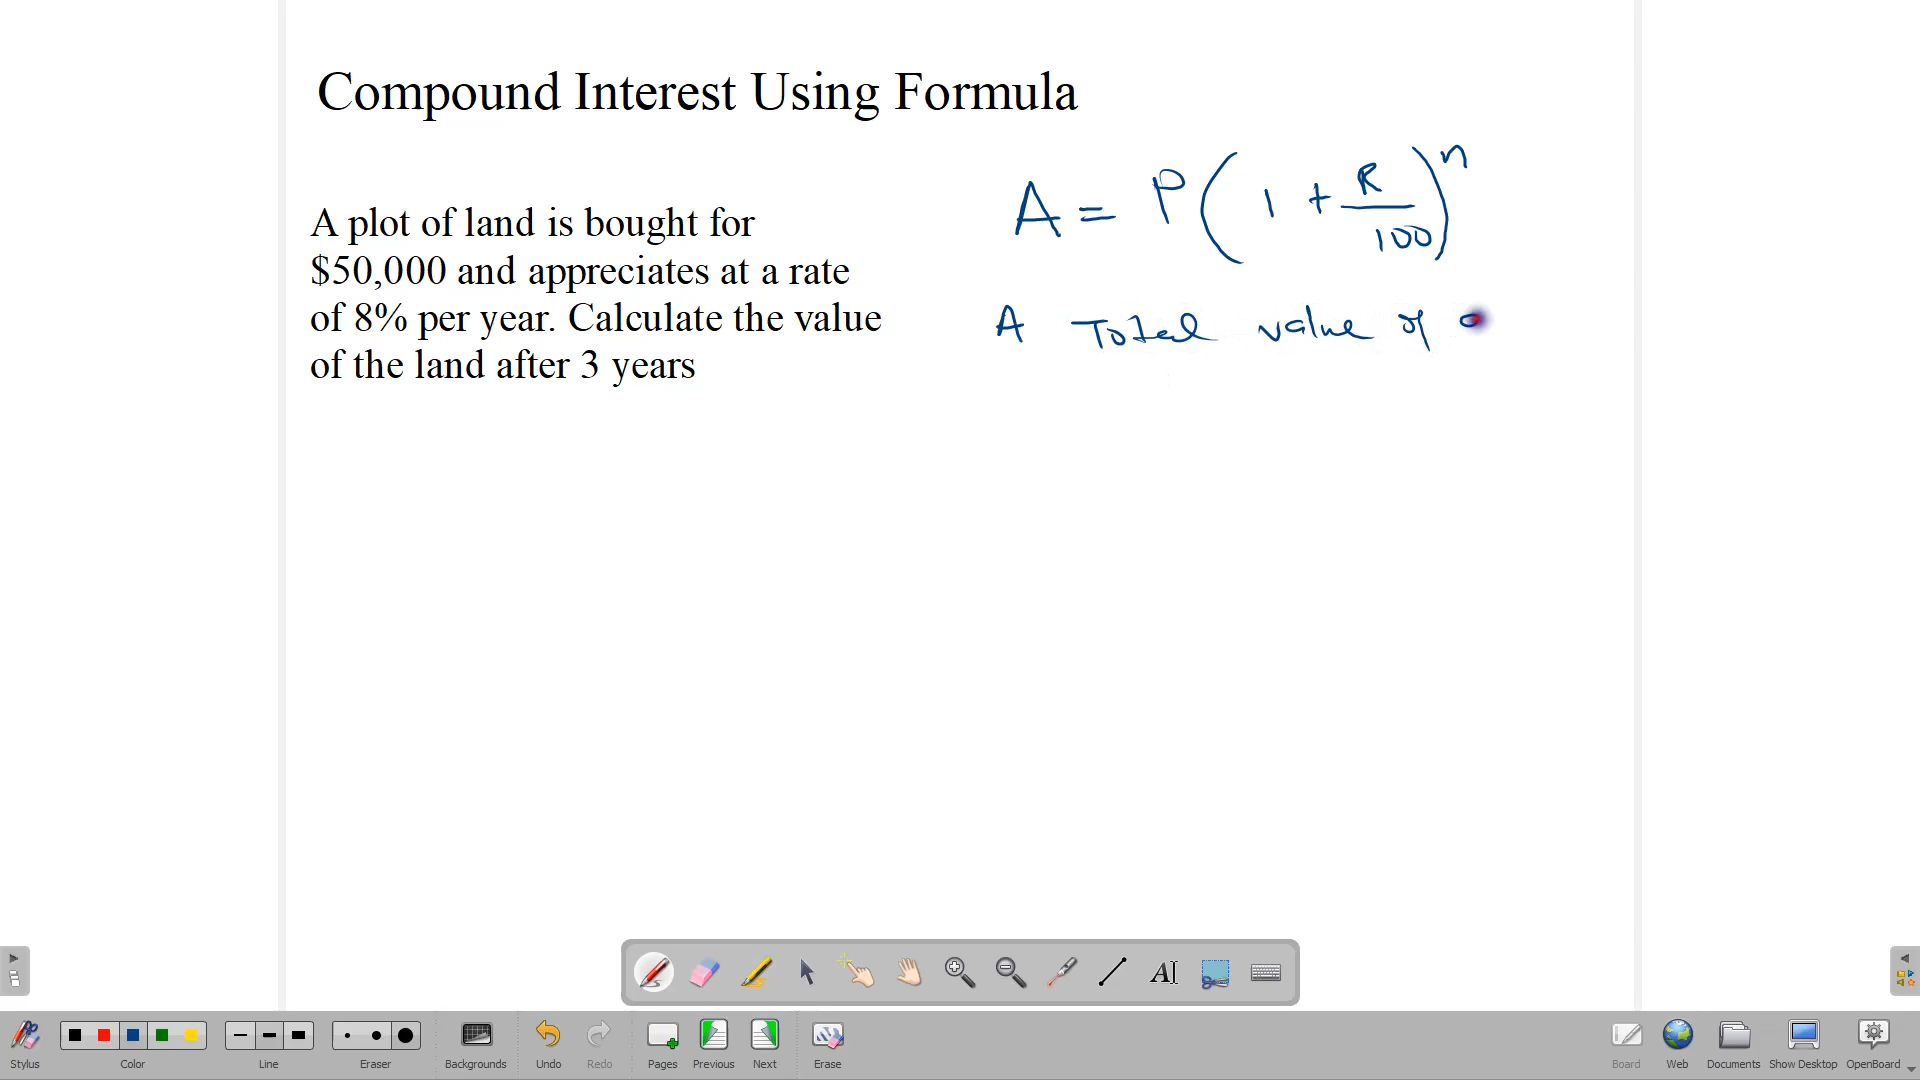 Compound Interest Using Formula
A = P(1 + R/100)^n
A plot of land is bought for
$50,000 and appreciates at a rate
of 8% per year. Calculate the value
of the land after 3 years
A Total value of
Stylus
Color
Line
Eraser
Backgrounds
Undo
Redo
Pages
Previous
Next
Erase
Board
Web
Documents
Show Desktop
OpenBoard